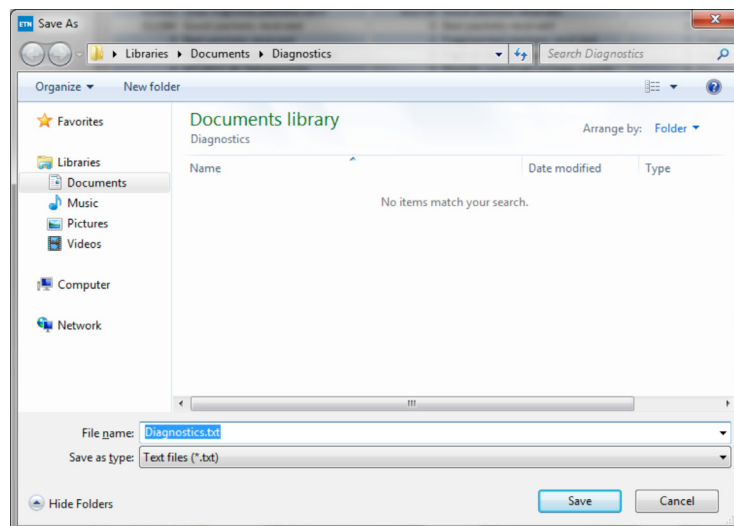 ETN Save As
Libraries Documents Diagnostics
Search Diagnostics
Organize New folder
Favorites
Libraries
Documents
Music
Pictures
Videos
Computer
Network
Documents library
Diagnostics
Arrange by: Folder
Name Date modified Type
No items match your search.
File name: Diagnostics.txt
Save as type: Text files (*.txt)
Hide Folders
Save Cancel